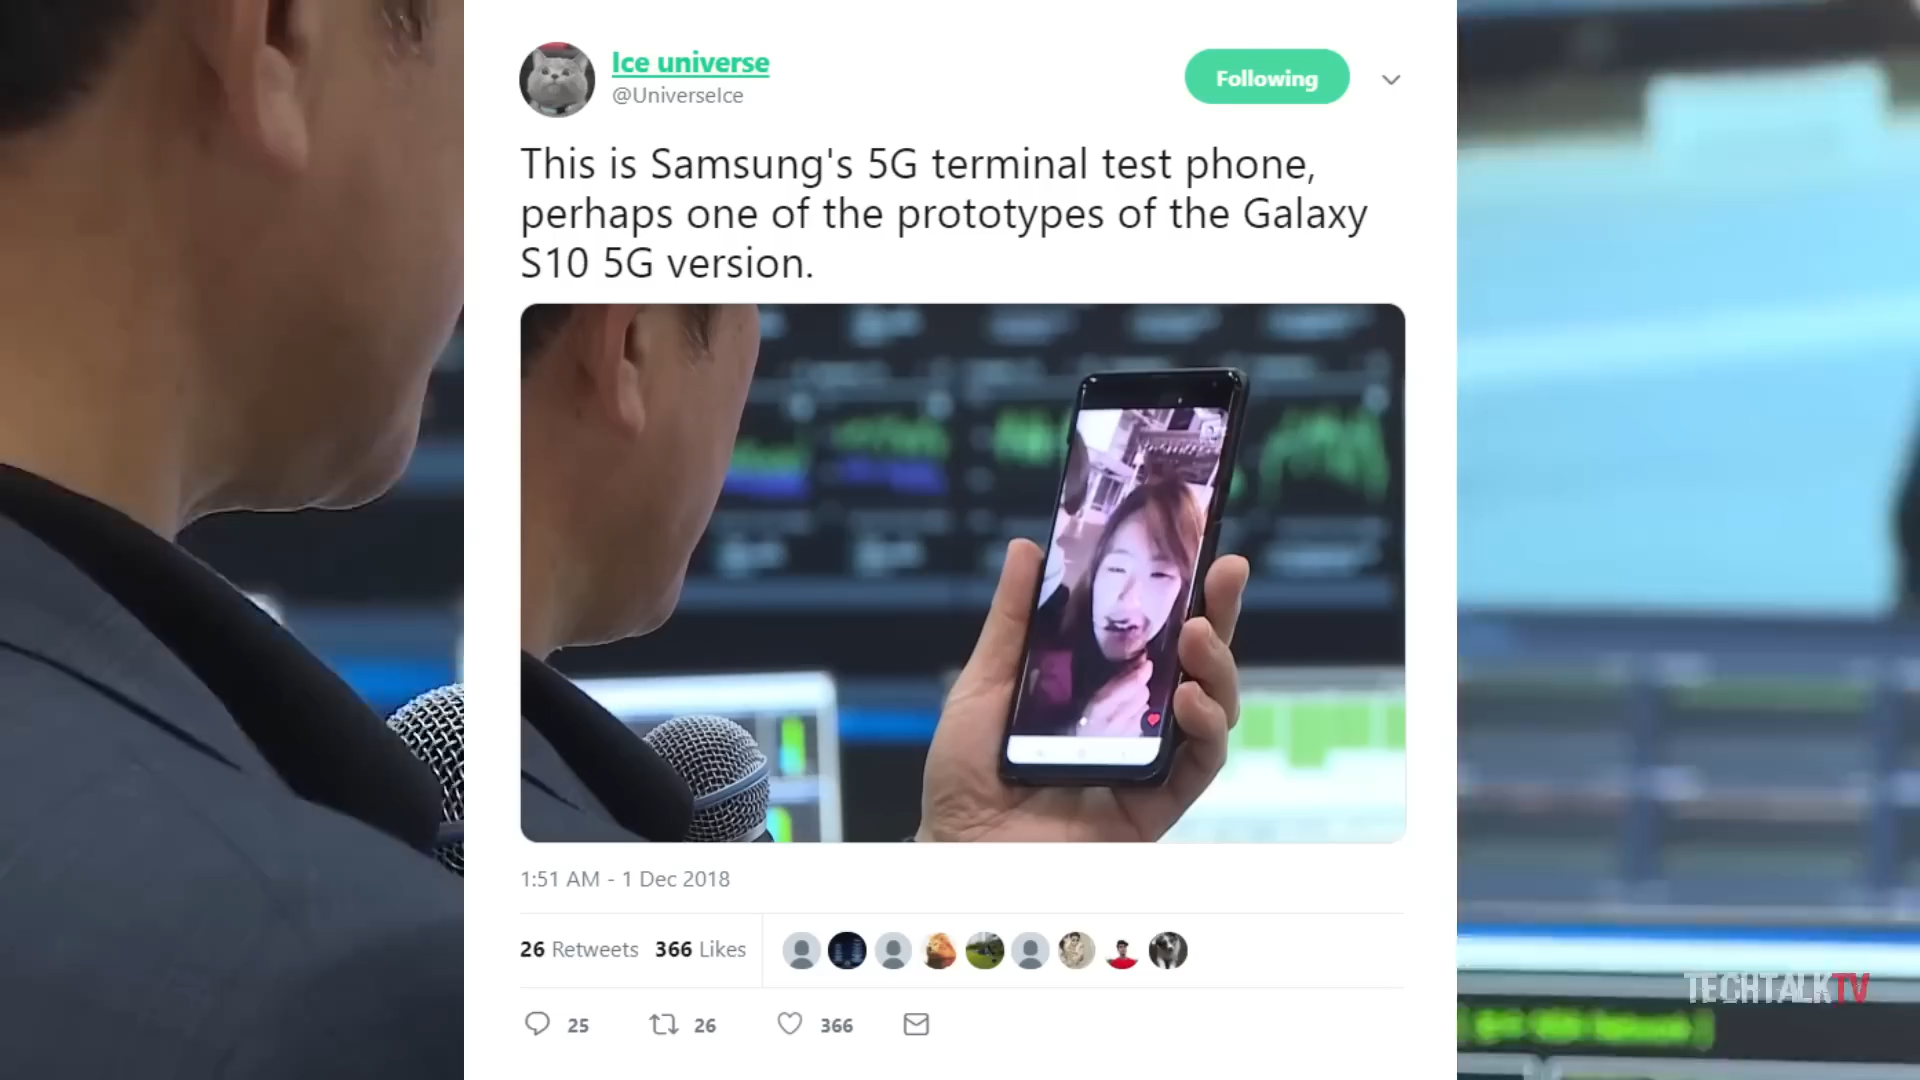 Ice universe
@UniverseIce
Following
This is Samsung's 5G terminal test phone,
perhaps one of the prototypes of the Galaxy
S10 5G version.
1:51 AM - 1 Dec 2018
26 Retweets 366 Likes
25 26 366
TECHTALKTV